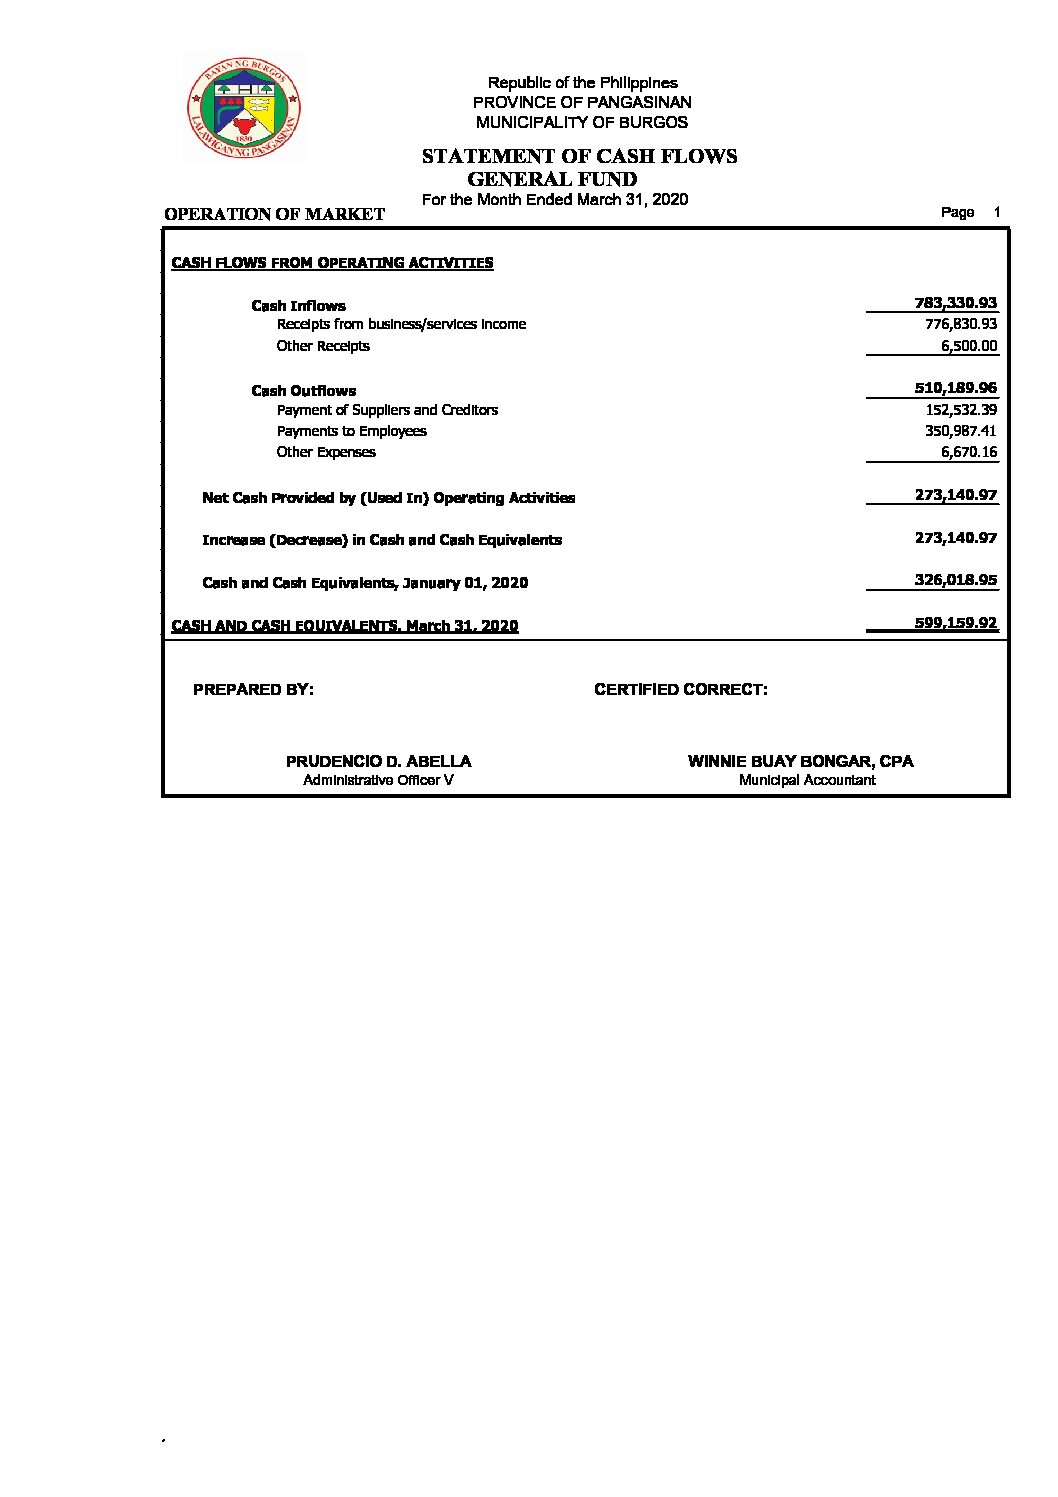 BAYAN NG BURGOS
1830
LALAWIGAN NG PANGASINAN
Republic of the Philippines
PROVINCE OF PANGASINAN
MUNICIPALITY OF BURGOS
STATEMENT OF CASH FLOWS
GENERAL FUND
For the Month Ended March 31, 2020
OPERATION OF MARKET Page 1
CASH FLOWS FROM OPERATING ACTIVITIES
Cash Inflows 783,330.93
Receipts from business/services income 776,830.93
Other Receipts 6,500.00
Cash Outflows 510,189.96
Payment of Suppliers and Creditors 152,532.39
Payments to Employees 350,987.41
Other Expenses 6,670.16
Net Cash Provided by (Used In) Operating Activities 273,140.97
Increase (Decrease) in Cash and Cash Equivalents 273,140.97
Cash and Cash Equivalents, January 01, 2020 326,018.95
CASH AND CASH EQUIVALENTS, March 31, 2020 599,159.92
PREPARED BY: CERTIFIED CORRECT:
PRUDENCIO D. ABELLA WINNIE BUAY BONGAR, CPA
Administrative Officer V Municipal Accountant